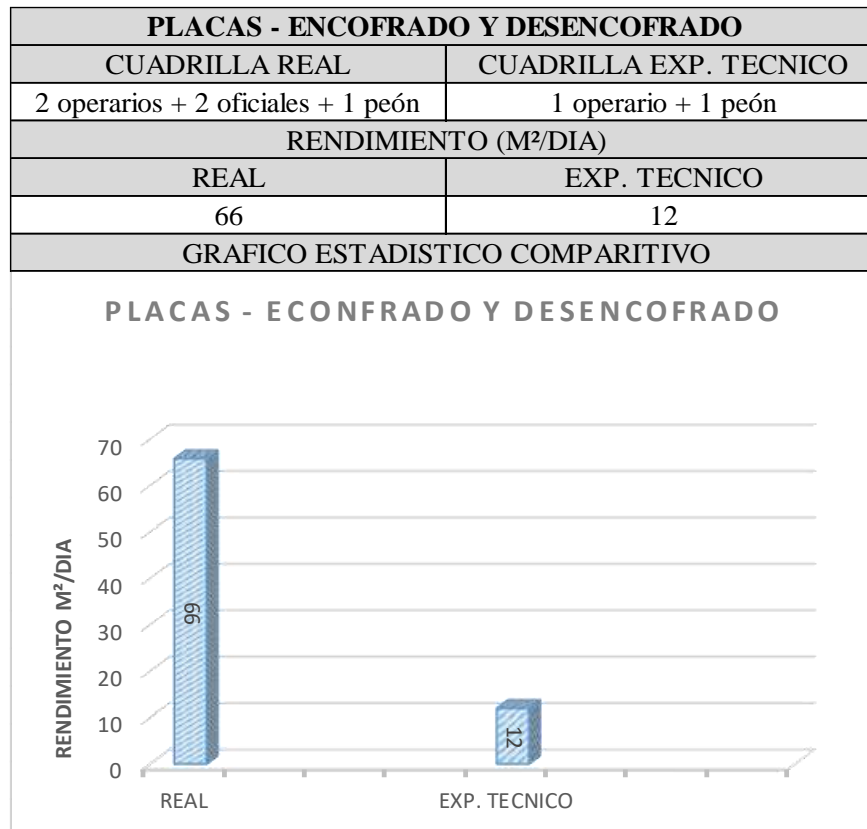 PLACAS - ENCOFRADO Y DESENCOFRADO
CUADRILLA REAL CUADRILLA EXP. TECNICO
2 operarios + 2 oficiales + 1 peón 1 operario + 1 peón
RENDIMIENTO (M²/DIA)
REAL EXP. TECNICO
66 12
GRAFICO ESTADISTICO COMPARITIVO
PLACAS - ECONFRADO Y DESENCOFRADO
RENDIMIENTO M²/DIA
70
60
50
40
30
20
10
0
66
12
REAL EXP. TECNICO